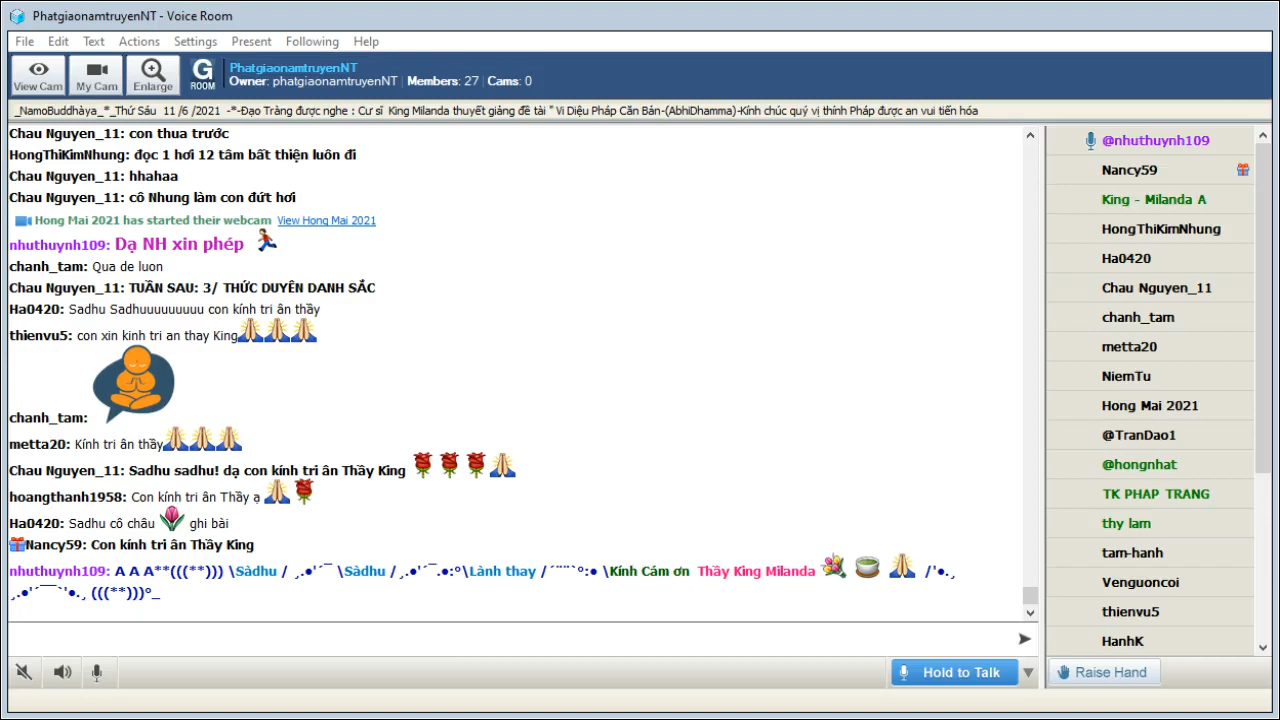 PhatgiaonamtruyenNT - Voice Room
File Edit Text Actions Settings Present Following Help
View Cam My Cam Enlarge G ROOM
PhatgiaonamtruyenNT
Owner: phatgiaonamtruyenNT | Members: 27 | Cams: 0
_NamoBuddhàya_*_Thứ Sáu 11 /6 /2021 -*-Đạo Tràng được nghe : Cư sĩ King Milanda thuyết giảng đề tài " Vi Diệu Pháp Căn Bản-(AbhiDhamma)-Kính chúc quý vị thính Pháp được an vui tiến hóa
Chau Nguyen_11: con thua trước
HongThiKimNhung: đọc 1 hơi 12 tâm bất thiện luôn đi
Chau Nguyen_11: hhahaa
Chau Nguyen_11: cô Nhung làm con đứt hơi
Hong Mai 2021 has started their webcam View Hong Mai 2021
nhuthuynh109: Dạ NH xin phép
chanh_tam: Qua de luon
Chau Nguyen_11: TUẦN SAU: 3/ THỨC DUYÊN DANH SẮC
Ha0420: Sadhu Sadhuuuuuuuuu con kính tri ân thầy
thienvu5: con xin kinh tri an thay King
chanh_tam:
metta20: Kính tri ân thầy
Chau Nguyen_11: Sadhu sadhu! dạ con kính tri ân Thầy King
hoangthanh1958: Con kính tri ân Thầy ạ
Ha0420: Sadhu cô châu ghi bài
Nancy59: Con kính tri ân Thầy King
nhuthuynh109: A A A**(((**))) \Sàdhu / ¸.•'´¯ \Sàdhu /¸.•'´¯.•:°\Lành thay /´¨¨`°:• \Kính Cám ơn Thầy King Milanda /'•.¸
¸.•'´¯¯`'•.¸ (((**)))°_
Hold to Talk
@nhuthuynh109
Nancy59
King - Milanda A
HongThiKimNhung
Ha0420
Chau Nguyen_11
chanh_tam
metta20
NiemTu
Hong Mai 2021
@TranDao1
@hongnhat
TK PHAP TRANG
thy lam
tam-hanh
Venguoncoi
thienvu5
HanhK
Raise Hand